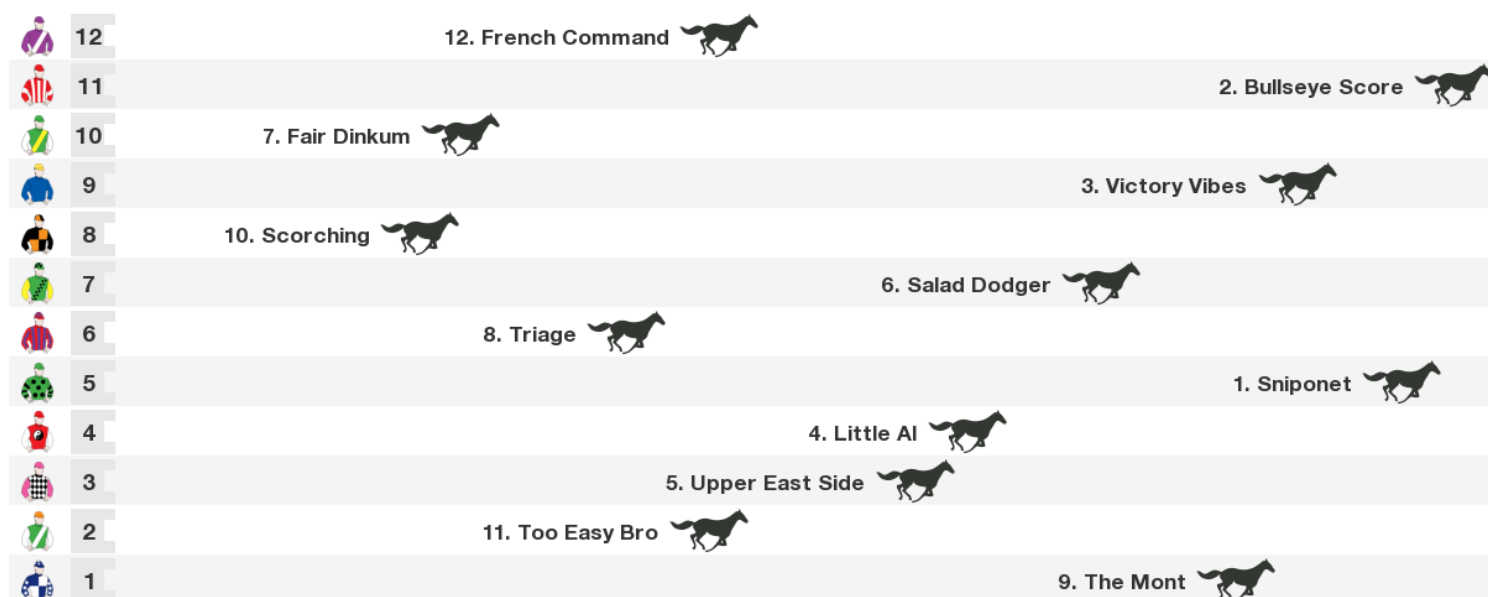 12 12. French Command
11 2. Bullseye Score
10 7. Fair Dinkum
9 3. Victory Vibes
8 10. Scorching
7 6. Salad Dodger
6 8. Triage
5 1. Sniponet
4 4. Little Al
3 5. Upper East Side
2 11. Too Easy Bro
1 9. The Mont